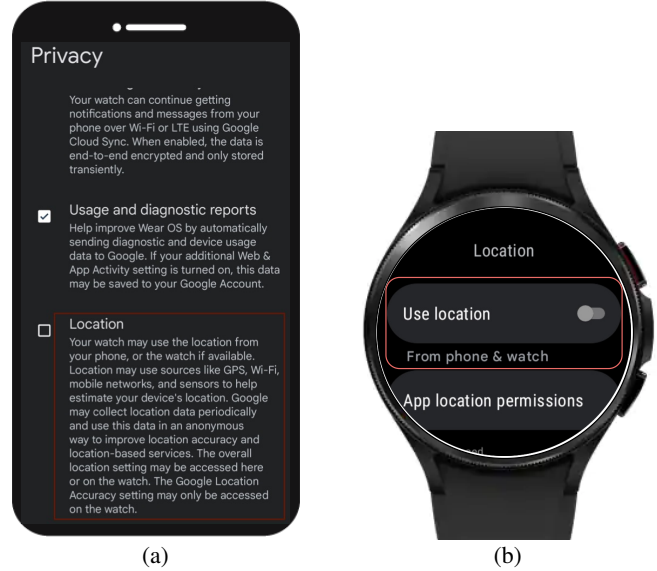 Privacy
Your watch can continue getting
notifications and messages from your
phone over Wi-Fi or LTE using Google
Cloud Sync. When enabled, the data is
end-to-end encrypted and only stored
transiently.
Usage and diagnostic reports
Help improve Wear OS by automatically
sending diagnostic and device usage
data to Google. If your additional Web &
App Activity setting is turned on, this data
may be saved to your Google Account.
Location
Your watch may use the location from
your phone, or the watch if available.
Location may use sources like GPS, Wi-Fi,
mobile networks, and sensors to help
estimate your device's location. Google
may collect location data periodically
and use this data in an anonymous
way to improve location accuracy and
location-based services. The overall
location setting may be accessed here
or on the watch. The Google Location
Accuracy setting may only be accessed
on the watch.
(a)
Location
Use location
From phone & watch
App location permissions
(b)